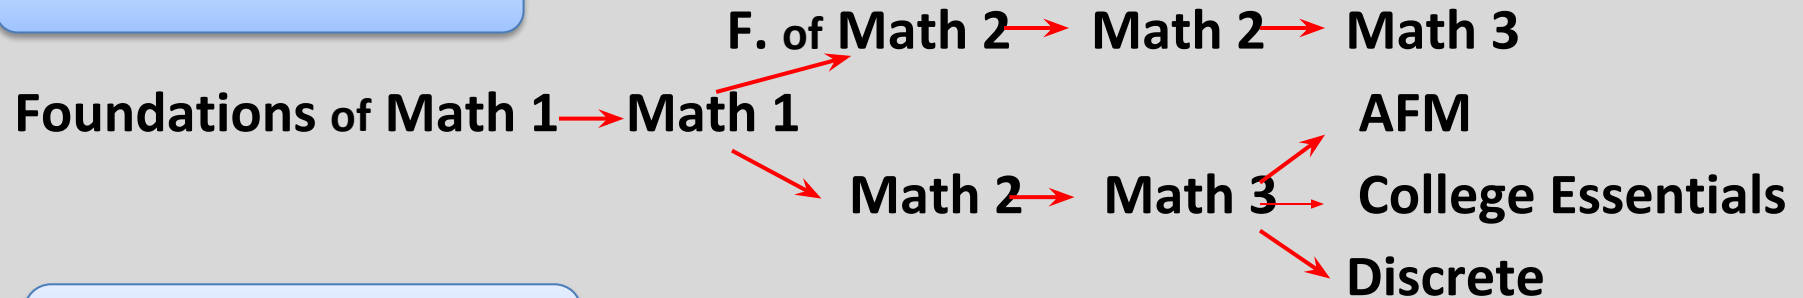 F. of Math 2 Math 2 Math 3
Foundations of Math 1 Math 1 AFM
Math 2 Math 3 College Essentials
Discrete